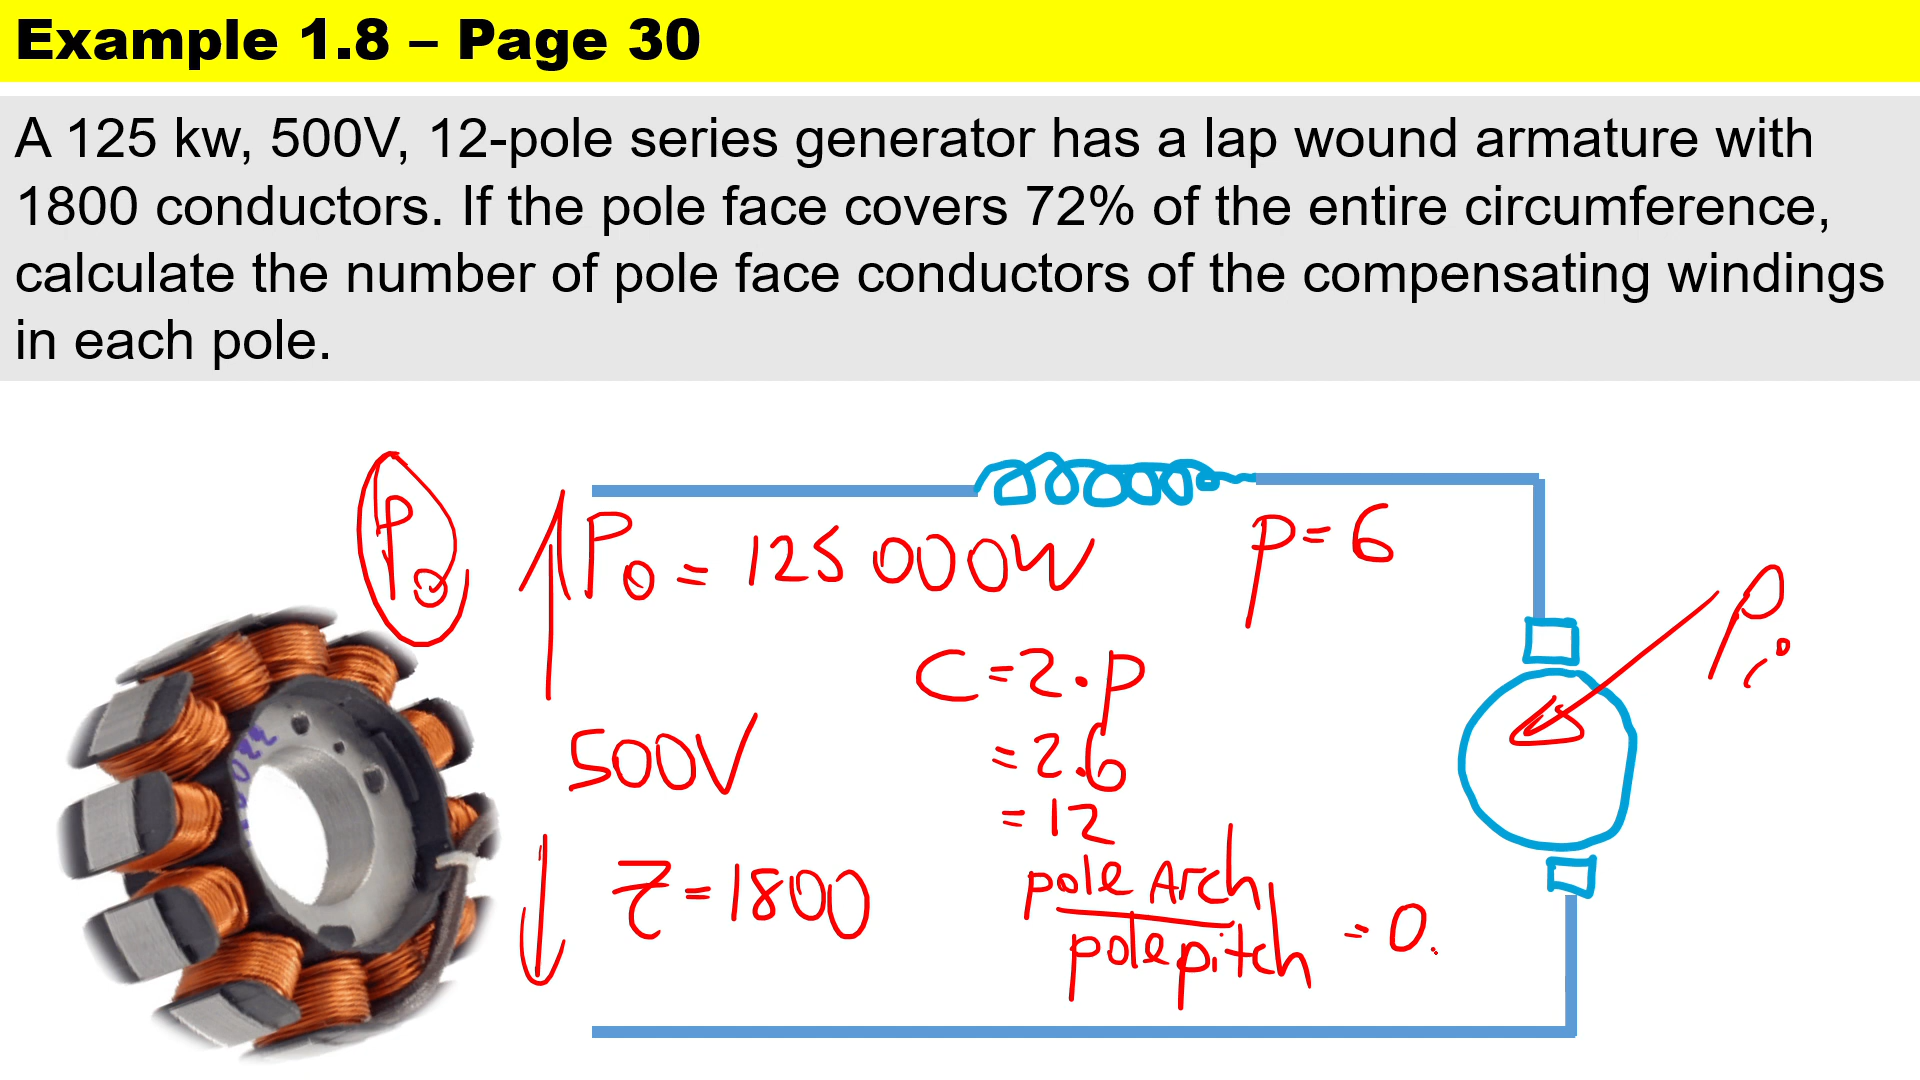 Example 1.8 – Page 30
A 125 kw, 500V, 12-pole series generator has a lap wound armature with
1800 conductors. If the pole face covers 72% of the entire circumference,
calculate the number of pole face conductors of the compensating windings
in each pole.
Po
Po = 125 000W
p = 6
Pi
C = 2·p
= 2.6
= 12
500V
Z = 1800
pole Arch
pole pitch
= 0.